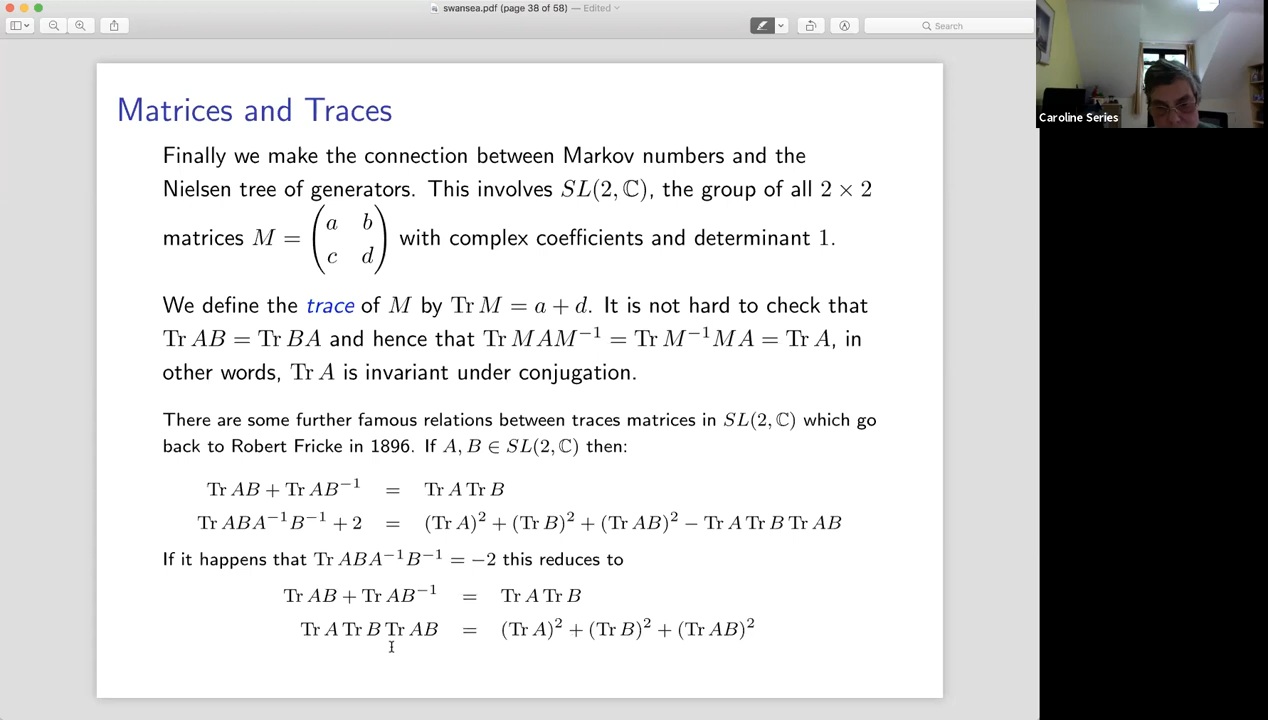 swansea.pdf (page 38 of 58) — Edited
Search
Caroline Series
Matrices and Traces
Finally we make the connection between Markov numbers and the
Nielsen tree of generators. This involves SL(2, ℂ), the group of all 2 × 2
matrices M = ( a b ; c d ) with complex coefficients and determinant 1.
We define the trace of M by Tr M = a + d. It is not hard to check that
Tr AB = Tr BA and hence that Tr MAM⁻¹ = Tr M⁻¹MA = Tr A, in
other words, Tr A is invariant under conjugation.
There are some further famous relations between traces matrices in SL(2, ℂ) which go
back to Robert Fricke in 1896. If A, B ∈ SL(2, ℂ) then:
Tr AB + Tr AB⁻¹ = Tr A Tr B
Tr ABA⁻¹B⁻¹ + 2 = (Tr A)² + (Tr B)² + (Tr AB)² − Tr A Tr B Tr AB
If it happens that Tr ABA⁻¹B⁻¹ = −2 this reduces to
Tr AB + Tr AB⁻¹ = Tr A Tr B
Tr A Tr B Tr AB = (Tr A)² + (Tr B)² + (Tr AB)²